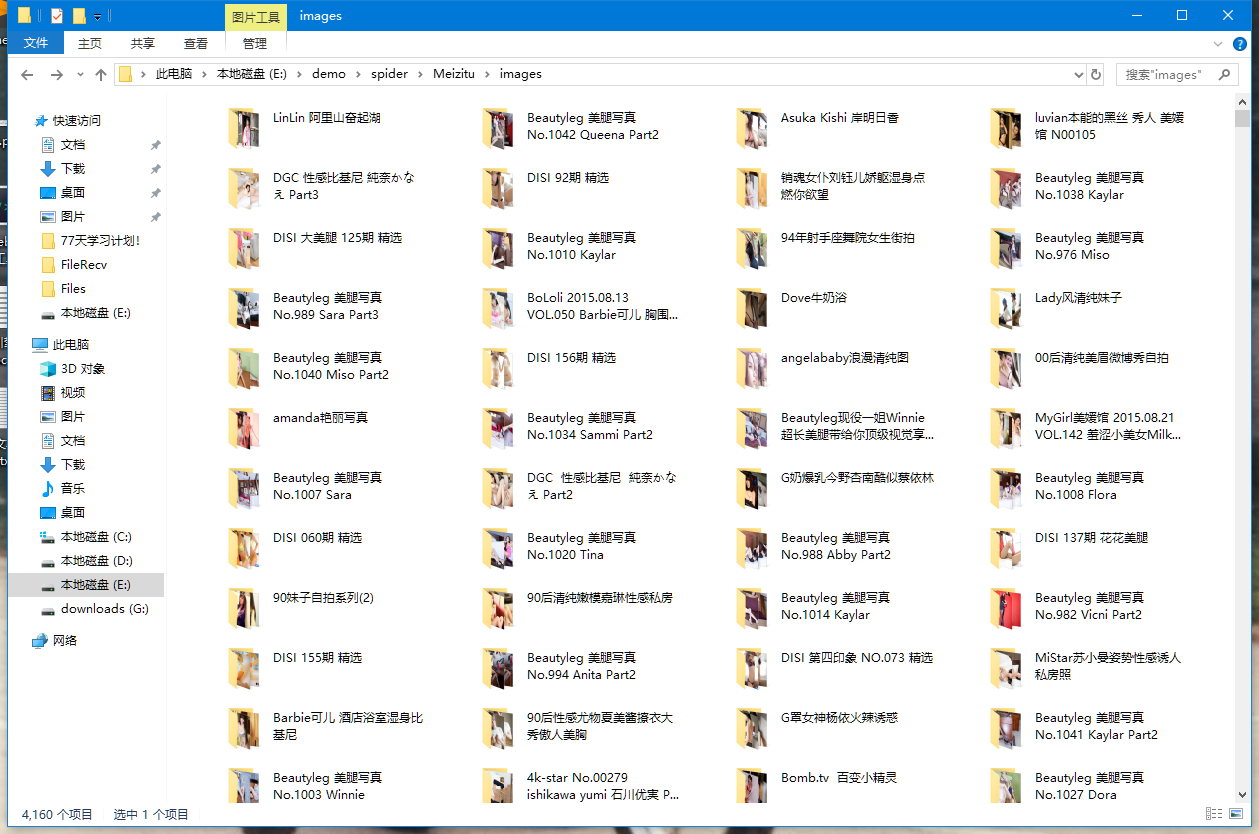 图片工具 images
文件 主页 共享 查看 管理
此电脑 本地磁盘 (E:) demo spider Meizitu images 搜索"images"
快速访问
文档
下载
桌面
图片
77天学习计划!
FileRecv
Files
本地磁盘 (E:)
此电脑
3D 对象
视频
图片
文档
下载
音乐
桌面
本地磁盘 (C:)
本地磁盘 (D:)
本地磁盘 (E:)
downloads (G:)
网络
LinLin 阿里山奋起湖
Beautyleg 美腿写真
No.1042 Queena Part2
Asuka Kishi 岸明日香
luvian本能的黑丝 秀人 美媛
馆 N00105
DGC 性感比基尼 純奈かな
え Part3
DISI 92期 精选
销魂女仆刘钰儿娇躯湿身点
燃你欲望
Beautyleg 美腿写真
No.1038 Kaylar
DISI 大美腿 125期 精选
Beautyleg 美腿写真
No.1010 Kaylar
94年射手座舞院女生街拍
Beautyleg 美腿写真
No.976 Miso
Beautyleg 美腿写真
No.989 Sara Part3
BoLoli 2015.08.13
VOL.050 Barbie可儿 胸围...
Dove牛奶浴
Lady风清纯妹子
Beautyleg 美腿写真
No.1040 Miso Part2
DISI 156期 精选
angelababy浪漫清纯图
00后清纯美眉微博秀自拍
amanda艳丽写真
Beautyleg 美腿写真
No.1034 Sammi Part2
Beautyleg现役一姐Winnie
超长美腿带给你顶级视觉享...
MyGirl美媛馆 2015.08.21
VOL.142 羞涩小美女Milk...
Beautyleg 美腿写真
No.1007 Sara
DGC 性感比基尼 純奈かな
え Part2
G奶爆乳今野杏南酷似蔡依林
Beautyleg 美腿写真
No.1008 Flora
DISI 060期 精选
Beautyleg 美腿写真
No.1020 Tina
Beautyleg 美腿写真
No.988 Abby Part2
DISI 137期 花花美腿
90妹子自拍系列(2)
90后清纯嫩模嘉琳性感私房
Beautyleg 美腿写真
No.1014 Kaylar
Beautyleg 美腿写真
No.982 Vicni Part2
DISI 155期 精选
Beautyleg 美腿写真
No.994 Anita Part2
DISI 第四印象 NO.073 精选
MiStar苏小曼姿势性感诱人
私房照
Barbie可儿 酒店浴室湿身比
基尼
90后性感尤物夏美酱撩衣大
秀傲人美胸
G罩女神杨依火辣诱惑
Beautyleg 美腿写真
No.1041 Kaylar Part2
Beautyleg 美腿写真
No.1003 Winnie
4k-star No.00279
ishikawa yumi 石川优实 P...
Bomb.tv 百变小精灵
Beautyleg 美腿写真
No.1027 Dora
4,160 个项目 选中 1 个项目